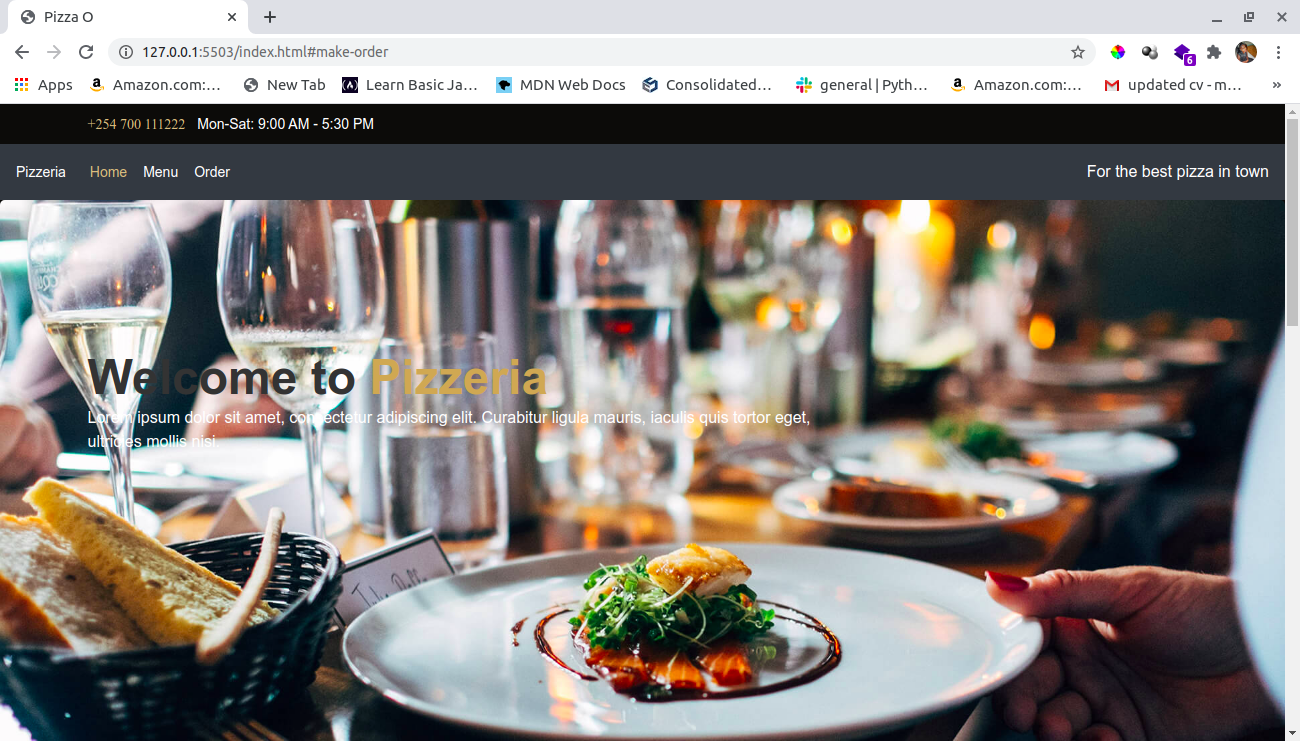 Pizza O
127.0.0.1:5503/index.html#make-order
Apps Amazon.com:… New Tab Learn Basic Ja… MDN Web Docs Consolidated… general | Pyth… Amazon.com:… updated cv - m… »
6
+254 700 111222 Mon-Sat: 9:00 AM - 5:30 PM
Pizzeria Home Menu Order For the best pizza in town
Welcome to Pizzeria
Lorem ipsum dolor sit amet, consectetur adipiscing elit. Curabitur ligula mauris, iaculis quis tortor eget,
ultricies mollis nisi